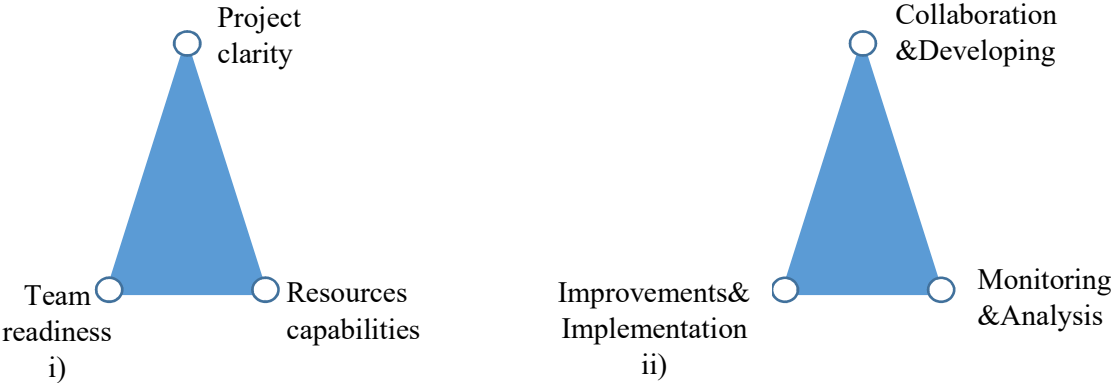 Project
clarity
Team
readiness
Resources
capabilities
i)
Collaboration
&Developing
Improvements&
Implementation
Monitoring
&Analysis
ii)